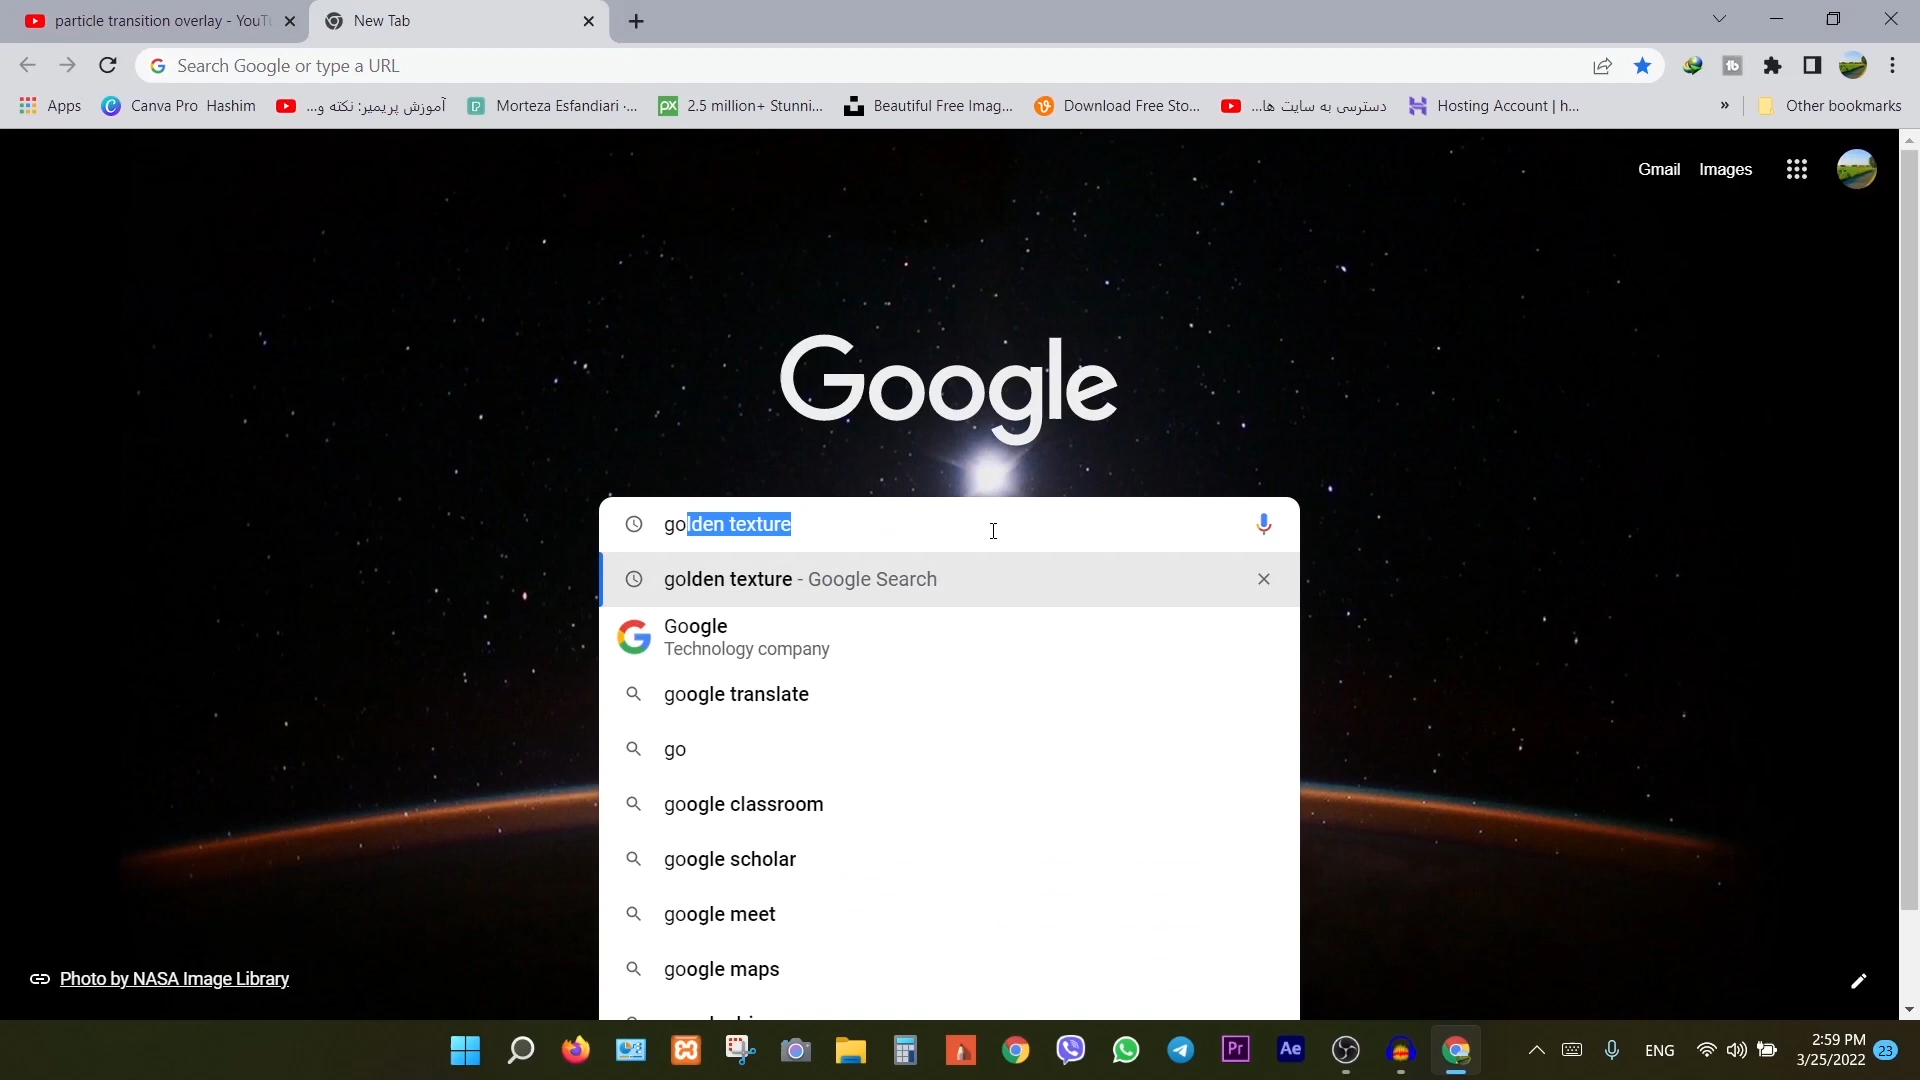 particle transition overlay - YouT
New Tab
Search Google or type a URL
Apps
Canva Pro Hashim
آموزش پریمیر: نکته و...
Morteza Esfandiari -...
2.5 million+ Stunni...
Beautiful Free Imag...
Download Free Sto...
دسترسی به سایت ها...
Hosting Account | h...
»
Other bookmarks
Gmail
Images
Google
golden texture
golden texture - Google Search
Google
Technology company
google translate
go
google classroom
google scholar
google meet
google maps
Photo by NASA Image Library
Pr
Ae
ENG
2:59 PM
3/25/2022
23